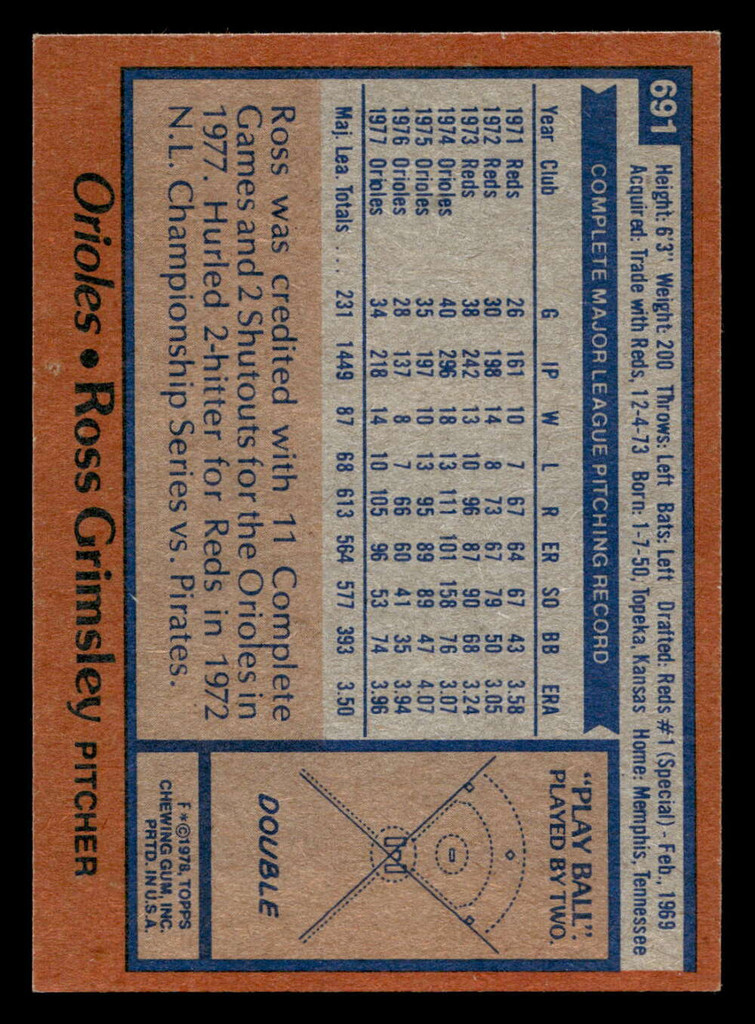 691
Height: 6'3" Weight: 200 Throws: Left Bats: Left Drafted: Reds #1 (Special) - Feb., 1969
Acquired: Trade with Reds, 12-4-73 Born: 1-7-50, Topeka, Kansas Home: Memphis, Tennessee
COMPLETE MAJOR LEAGUE PITCHING RECORD
Year Club G IP W L R ER SO BB ERA
1971 Reds 26 161 10 7 67 64 67 43 3.58
1972 Reds 30 198 14 8 73 67 79 50 3.05
1973 Reds 38 242 13 10 96 87 90 68 3.24
1974 Orioles 40 296 18 13 111 101 158 76 3.07
1975 Orioles 35 197 10 13 95 89 89 47 4.07
1976 Orioles 28 137 8 7 66 60 41 35 3.94
1977 Orioles 34 218 14 10 105 96 53 74 3.96
Maj. Lea. Totals ... 231 1449 87 68 613 564 577 393 3.50
Ross was credited with 11 Complete
Games and 2 Shutouts for the Orioles in
1977. Hurled 2-hitter for Reds in 1972
N.L. Championship Series vs. Pirates.
"PLAY BALL"
PLAYED BY TWO.
DOUBLE
F*©1978, TOPPS
CHEWING GUM, INC.
PRTD. IN U.S.A.
Orioles • Ross Grimsley PITCHER